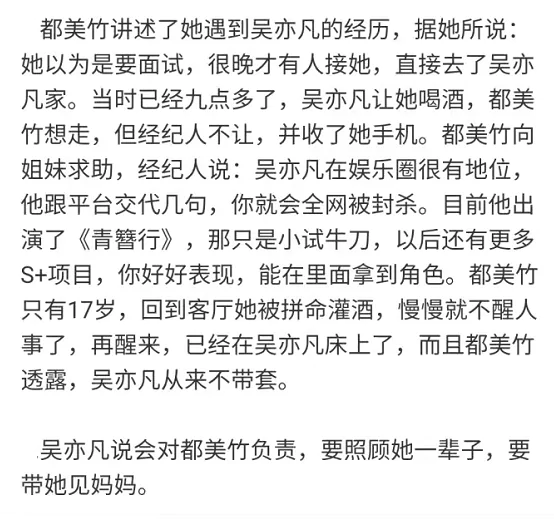 都美竹讲述了她遇到吴亦凡的经历，据她所说：
她以为是要面试，很晚才有人接她，直接去了吴亦
凡家。当时已经九点多了，吴亦凡让她喝酒，都美
竹想走，但经纪人不让，并收了她手机。都美竹向
姐妹求助，经纪人说：吴亦凡在娱乐圈很有地位，
他跟平台交代几句，你就会全网被封杀。目前他出
演了《青簪行》，那只是小试牛刀，以后还有更多
S+项目，你好好表现，能在里面拿到角色。都美竹
只有17岁，回到客厅她被拼命灌酒，慢慢就不醒人
事了，再醒来，已经在吴亦凡床上了，而且都美竹
透露，吴亦凡从来不带套。
吴亦凡说会对都美竹负责，要照顾她一辈子，要
带她见妈妈。